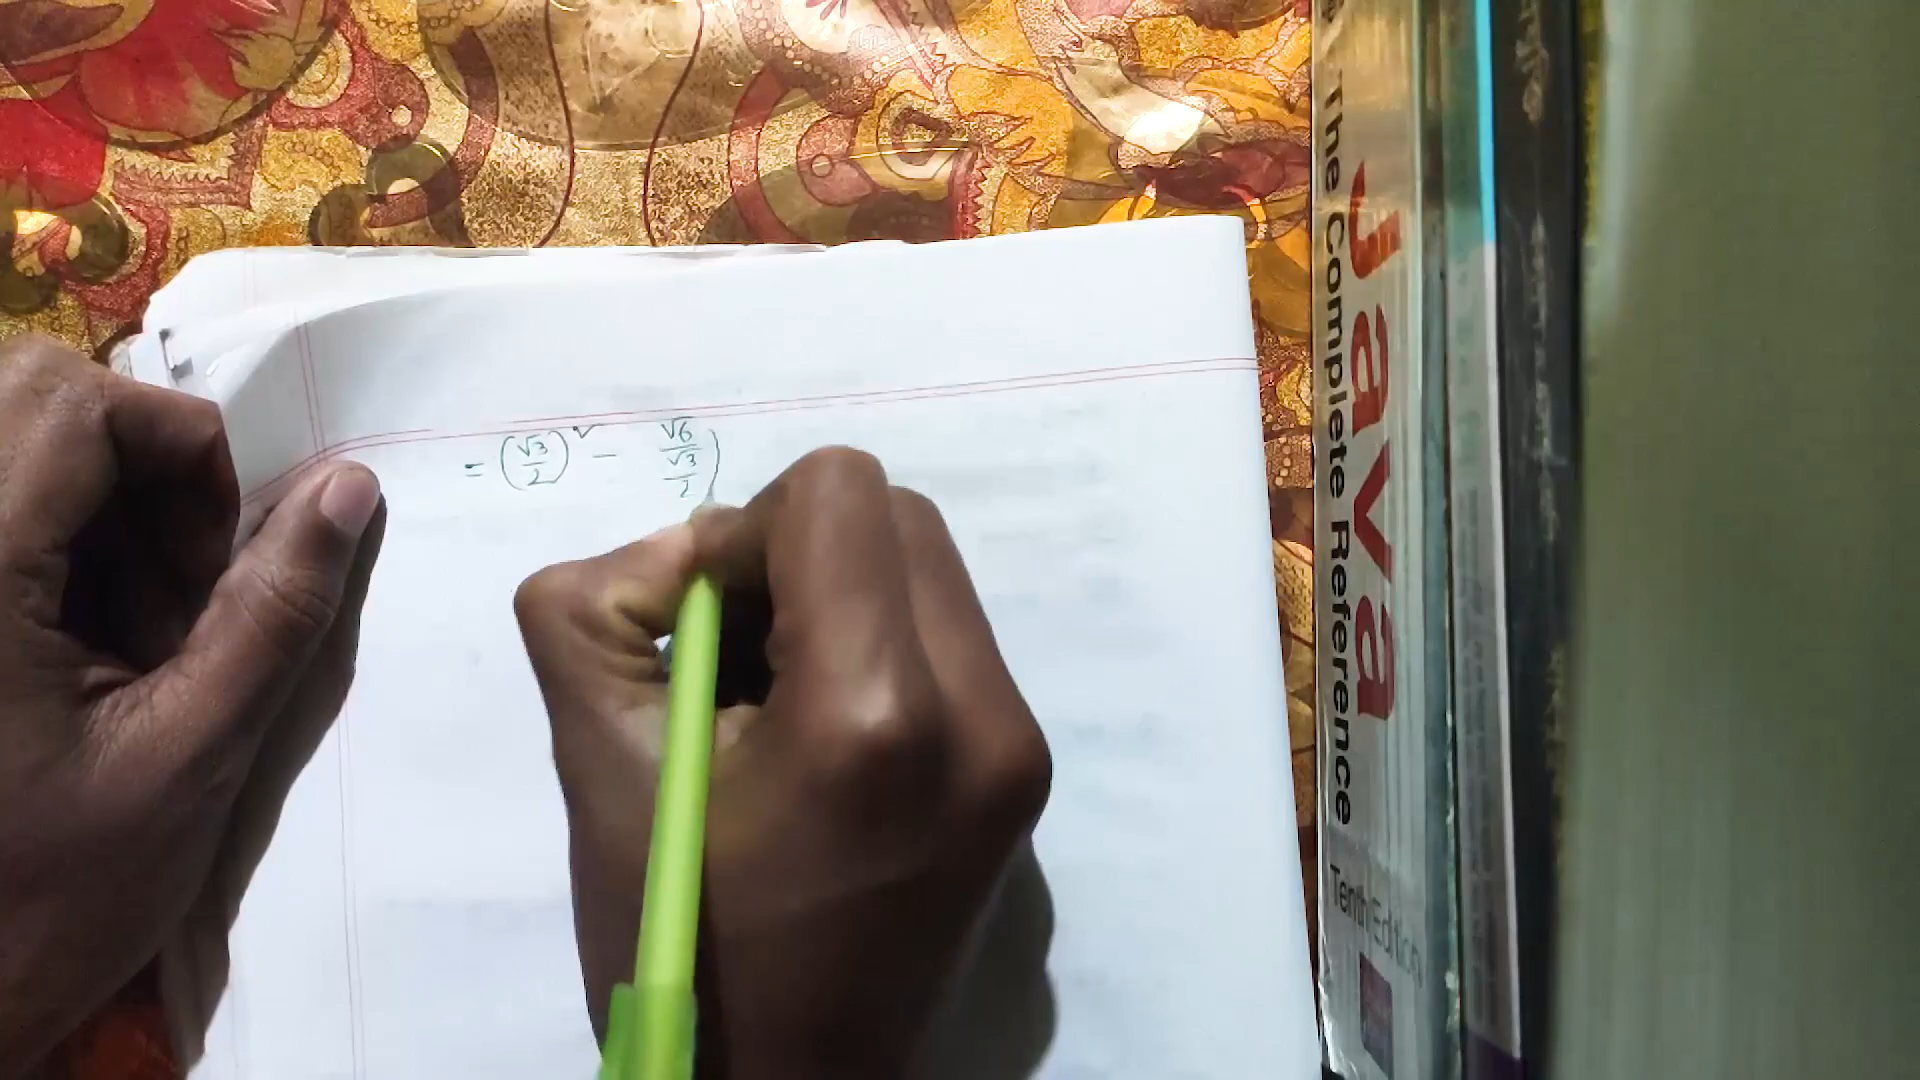 = (√3/2)² - √6/(√3/2))
Java
The Complete Reference
Tenth Edition